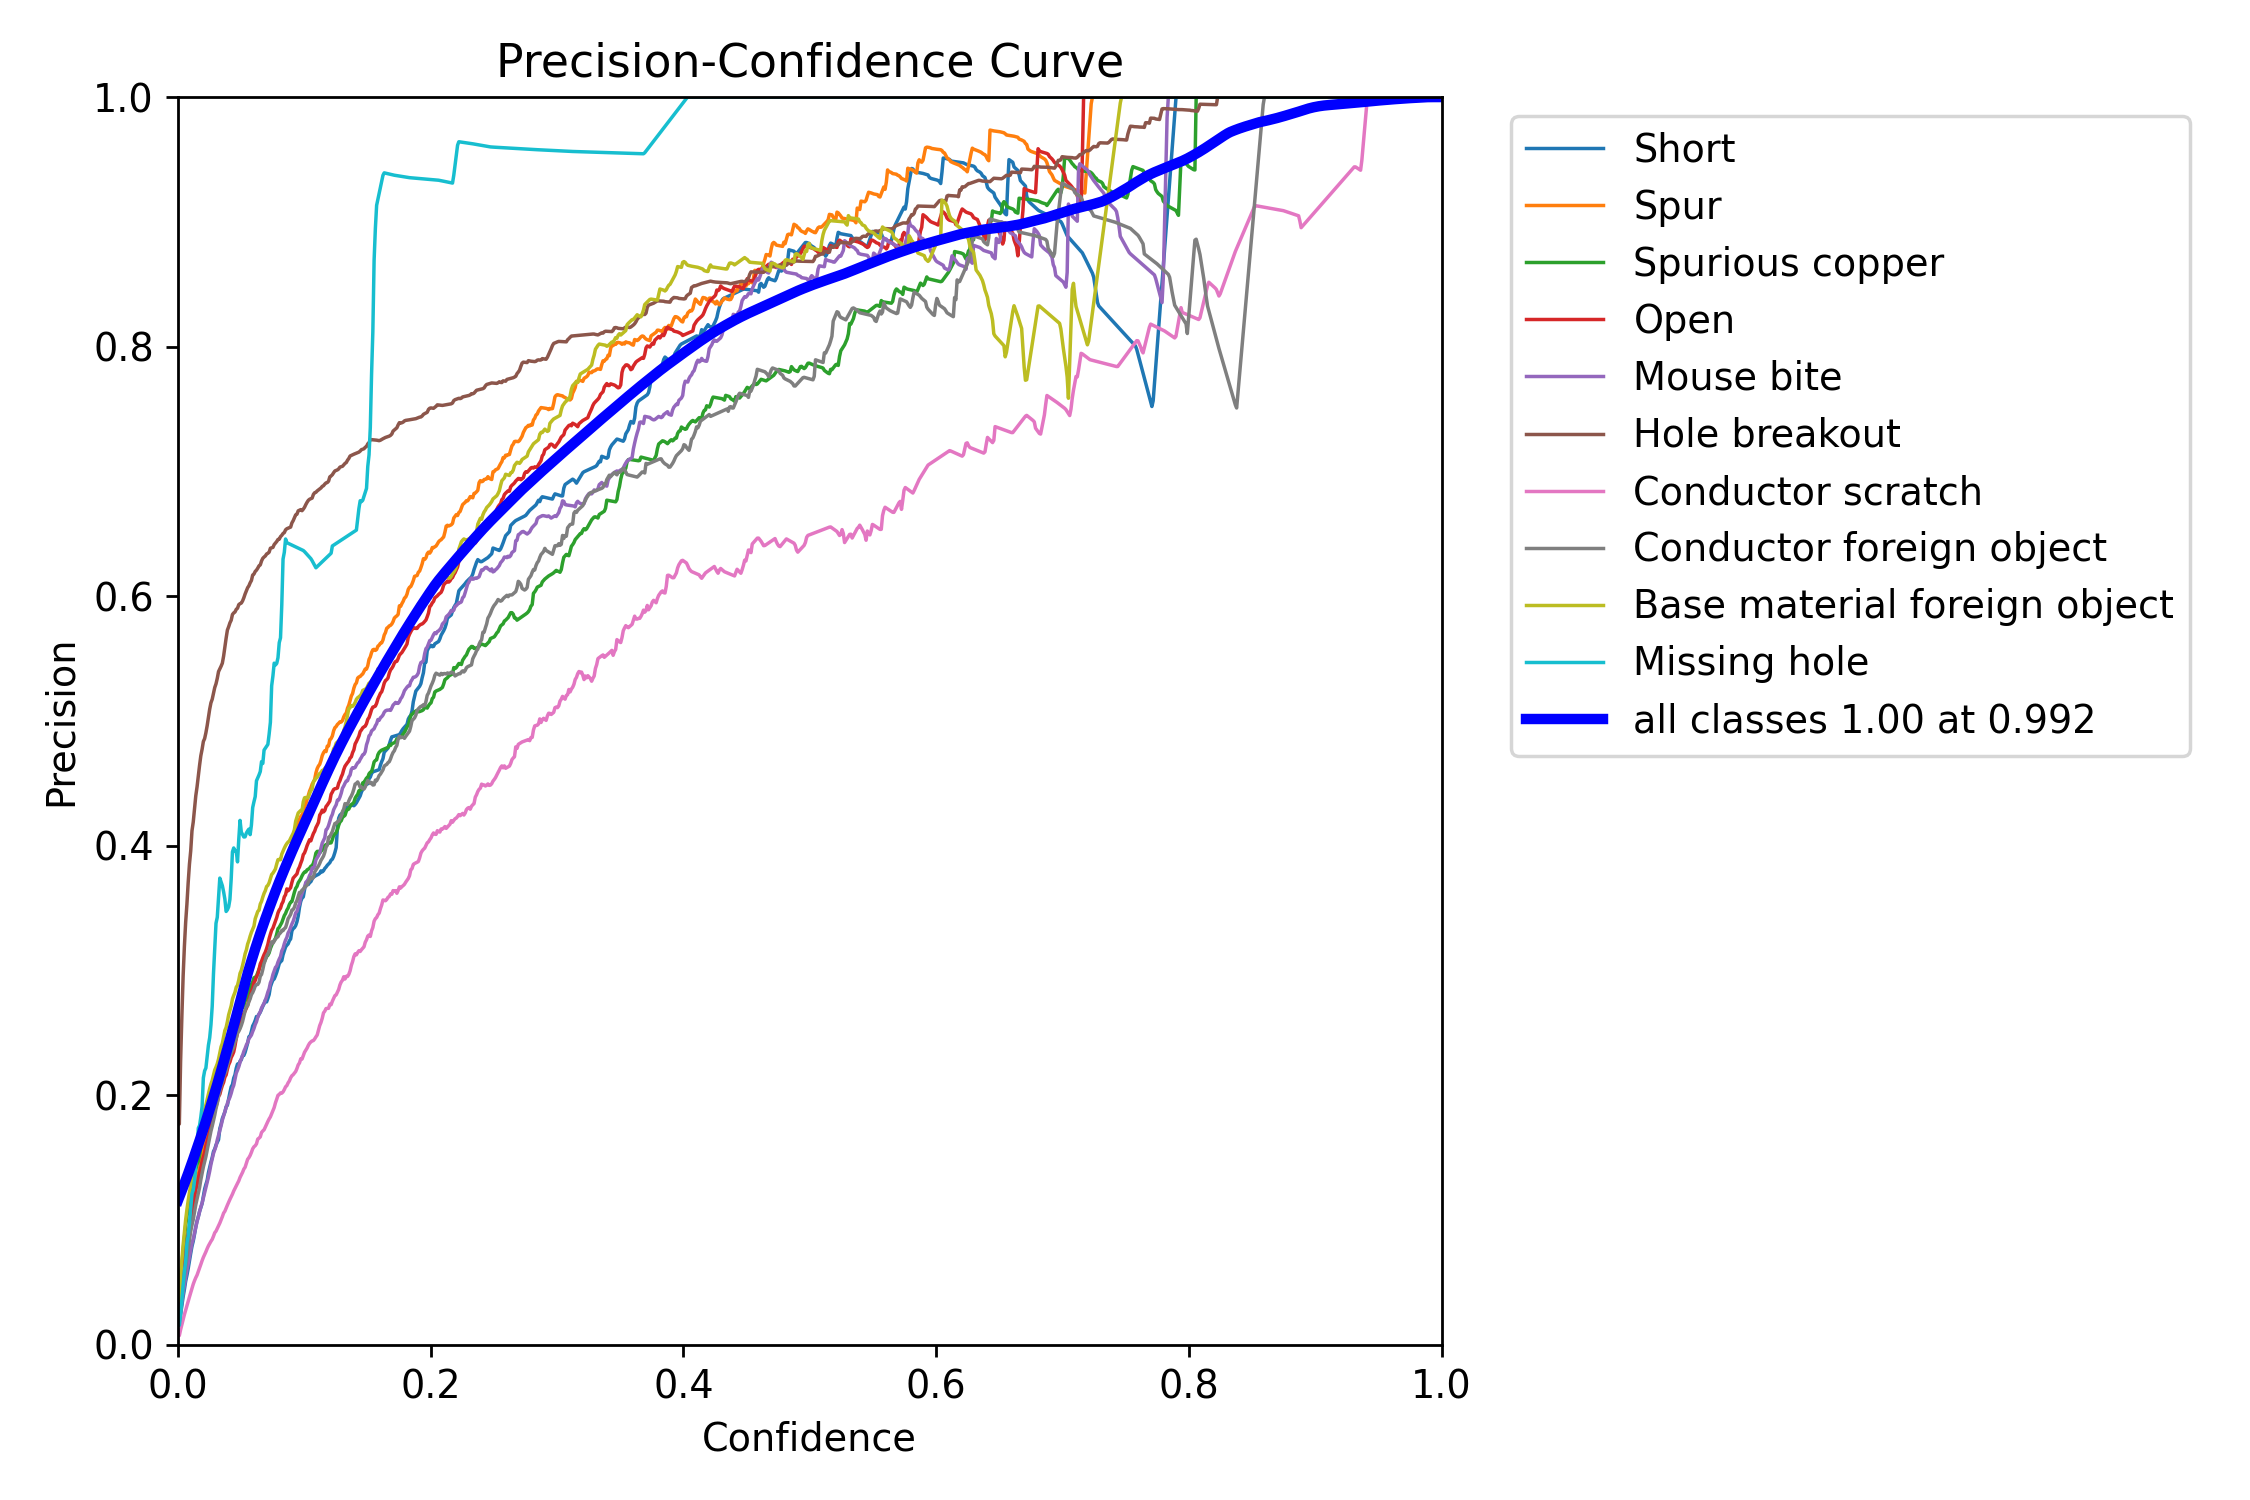 Precision-Confidence Curve
1.0
0.8
0.6
0.4
0.2
0.0
Precision
0.0 0.2 0.4 0.6 0.8 1.0
Confidence
Short
Spur
Spurious copper
Open
Mouse bite
Hole breakout
Conductor scratch
Conductor foreign object
Base material foreign object
Missing hole
all classes 1.00 at 0.992